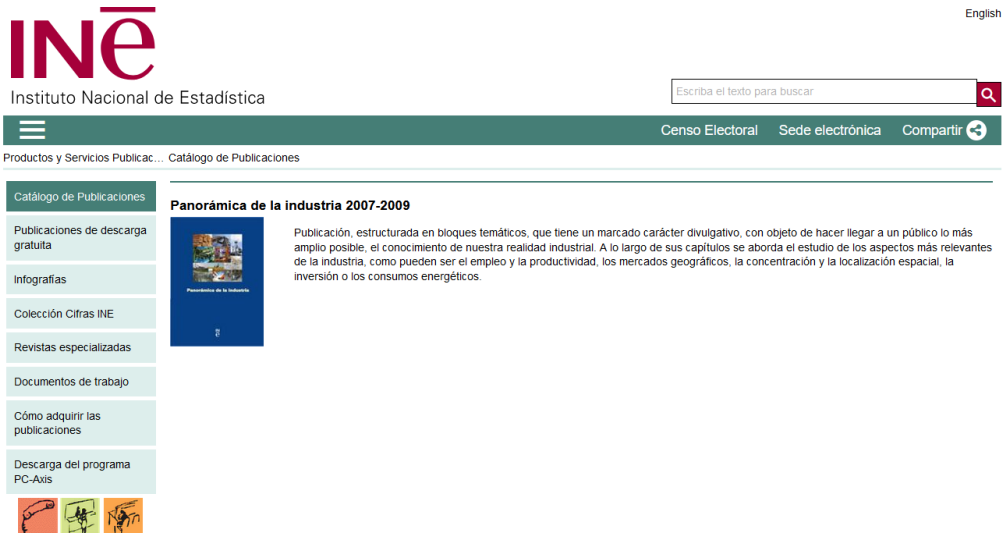 English
INe
Instituto Nacional de Estadística
Escriba el texto para buscar
Censo Electoral Sede electrónica Compartir
Productos y Servicios Publicac... Catálogo de Publicaciones
Catálogo de Publicaciones
Publicaciones de descarga
gratuita
Infografías
Colección Cifras INE
Revistas especializadas
Documentos de trabajo
Cómo adquirir las
publicaciones
Descarga del programa
PC-Axis
Panorámica de la industria 2007-2009
Panorámica de la industria
Publicación, estructurada en bloques temáticos, que tiene un marcado carácter divulgativo, con objeto de hacer llegar a un público lo más
amplio posible, el conocimiento de nuestra realidad industrial. A lo largo de sus capítulos se aborda el estudio de los aspectos más relevantes
de la industria, como pueden ser el empleo y la productividad, los mercados geográficos, la concentración y la localización espacial, la
inversión o los consumos energéticos.